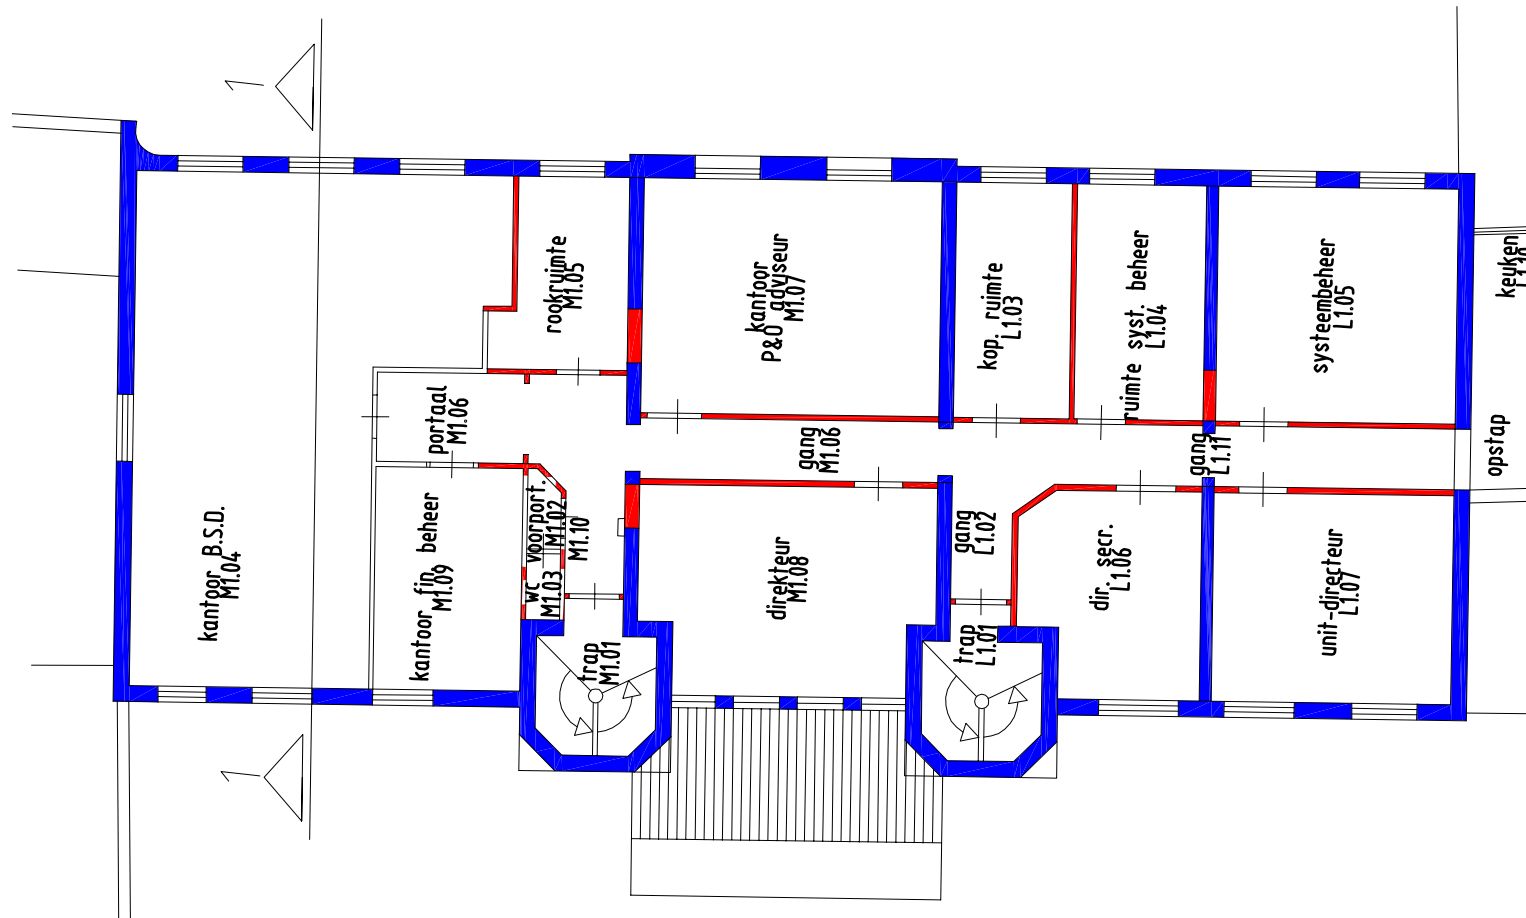 1
kantoor B.S.D.
M1.04
portaal
M1.06
kantoor fin beheer
M1.09
rookruimte
M1.05
wc voorport.
M1.03 M1.02
M1.10
trap
M1.01
kantoor
P&O adviseur
M1.07
gang
M1.06
direkteur
M1.08
kop. ruimte
L1.03
gang
L1.02
trap
L1.01
ruimte syst. beheer
L1.04
dir. secr.
L1.06
gang
L1.11
systeembeheer
L1.05
unit-directeur
L1.07
keuken
L1.10
opstap
1